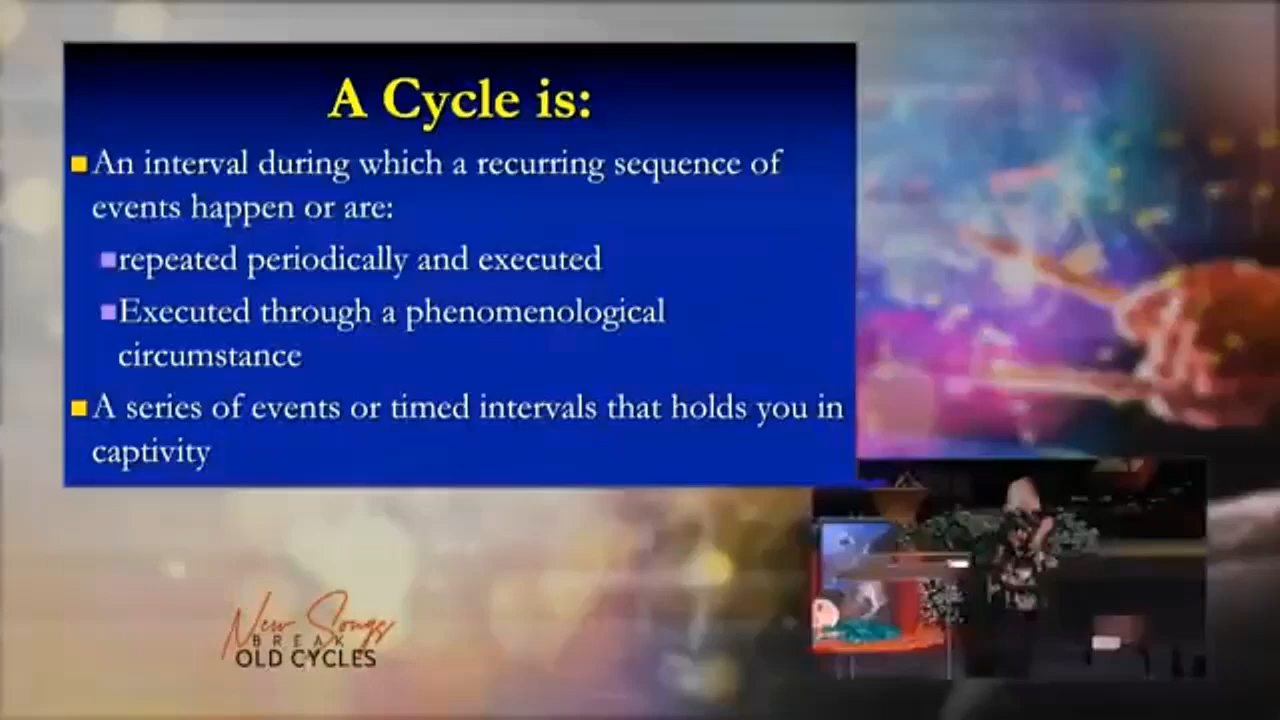 A Cycle is:
An interval during which a recurring sequence of
events happen or are:
repeated periodically and executed
Executed through a phenomenological
circumstance
A series of events or timed intervals that holds you in
captivity
New Songs
BREAK
OLD CYCLES